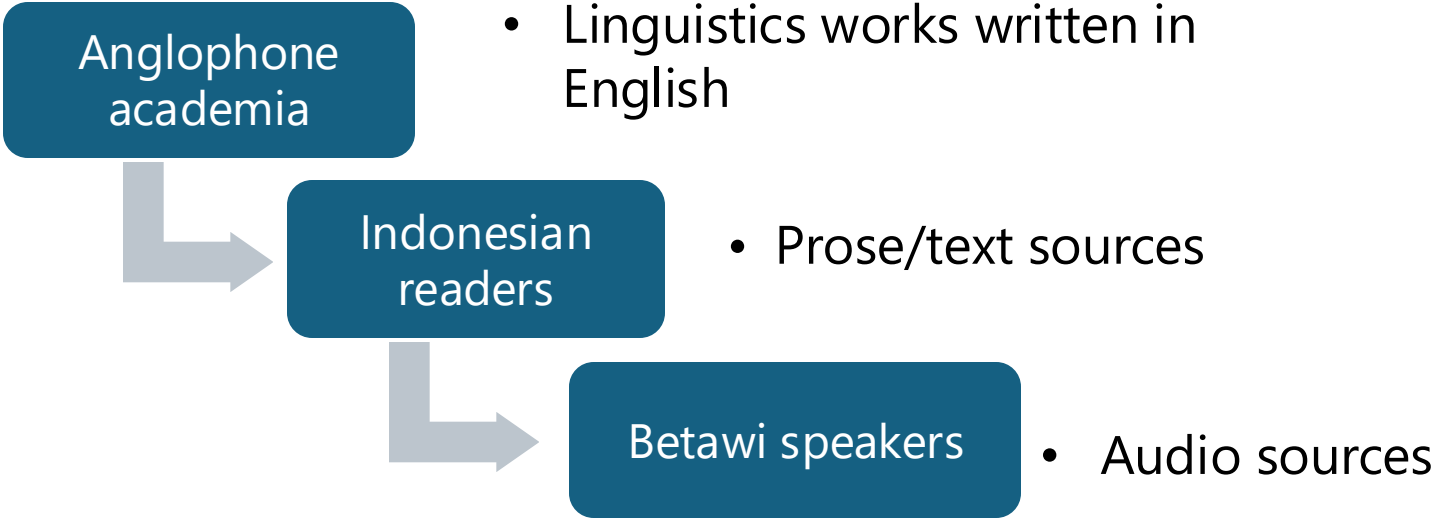 Anglophone
academia
• Linguistics works written in
English
Indonesian
readers
• Prose/text sources
Betawi speakers
• Audio sources